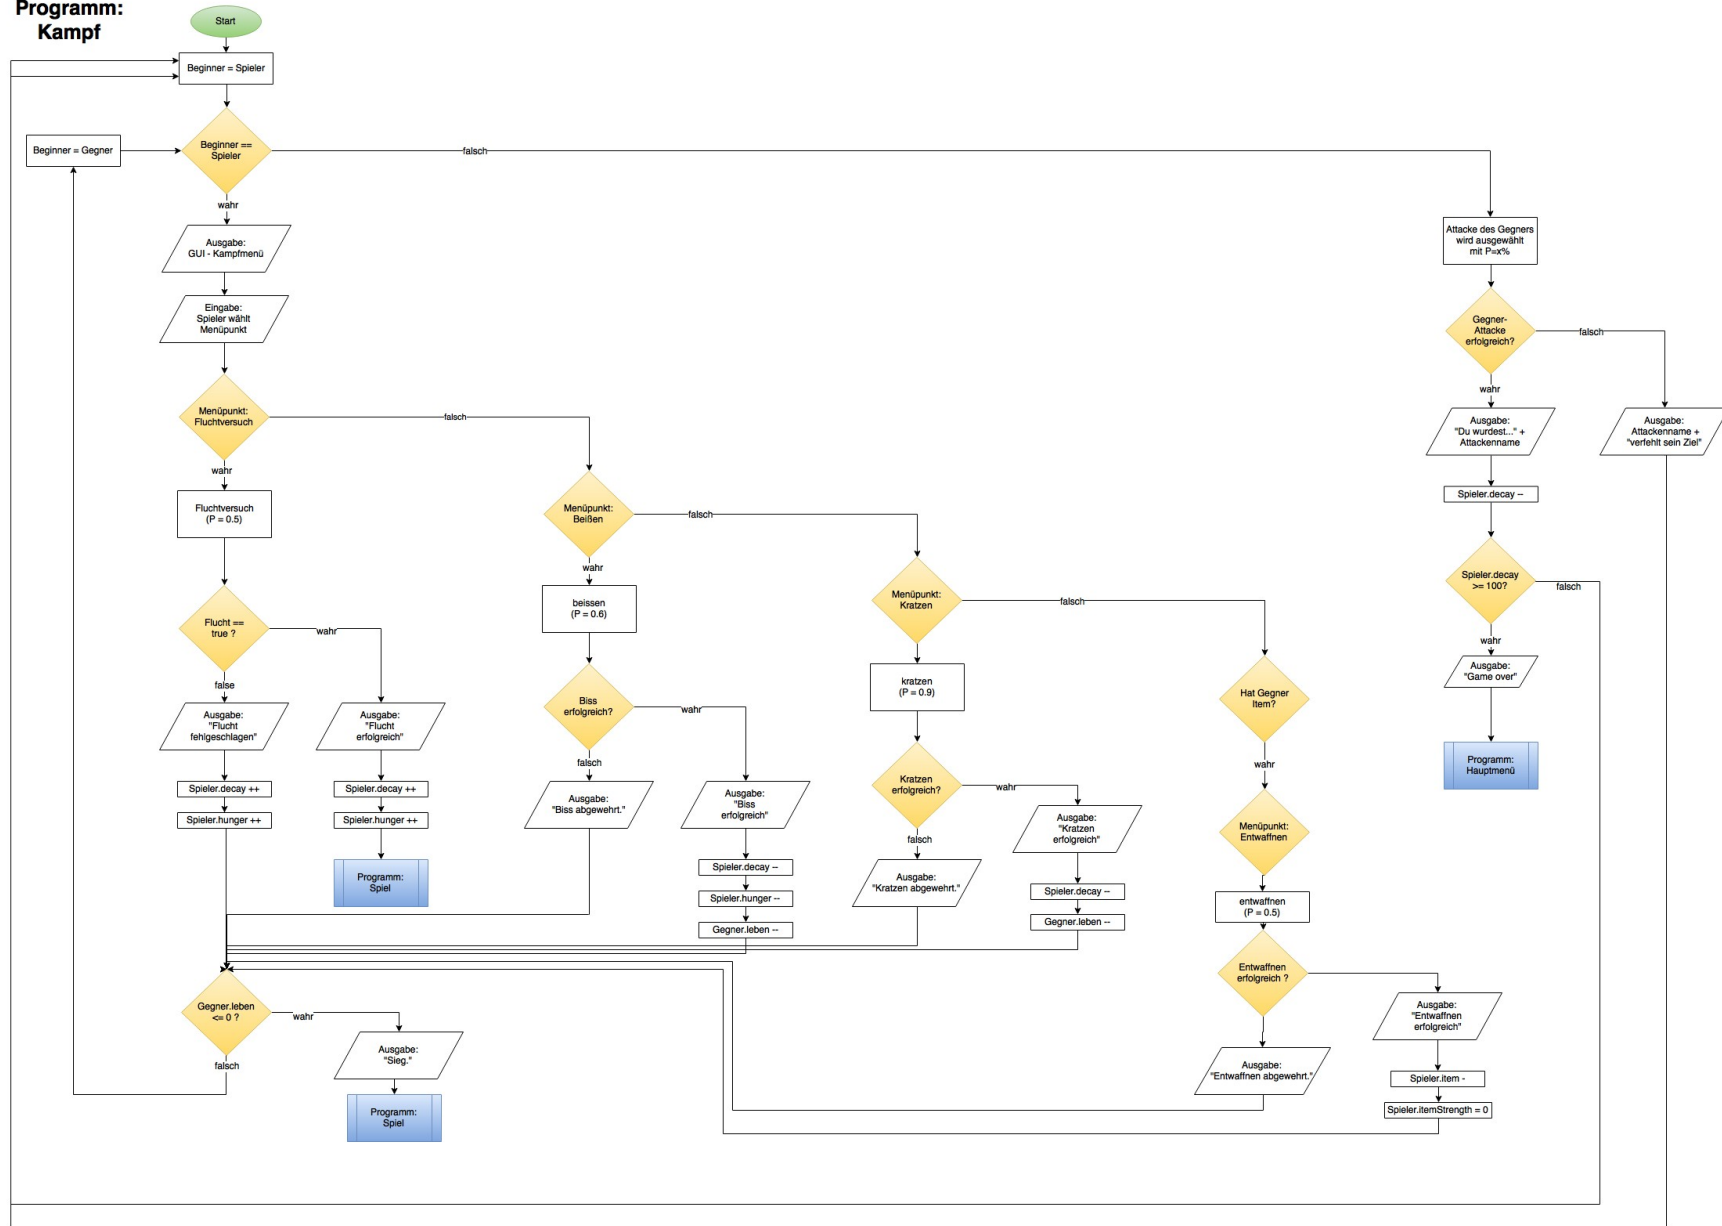 Programm:
Kampf
Start
Beginner = Spieler
Beginner = Gegner
Beginner ==
Spieler
falsch
wahr
Ausgabe:
GUI - Kampfmenü
Eingabe:
Spieler wählt
Menüpunkt
Menüpunkt:
Fluchtversuch
falsch
wahr
Fluchtversuch
(P = 0.5)
Flucht ==
true ?
wahr
false
Ausgabe:
"Flucht
fehlgeschlagen"
Spieler.decay ++
Spieler.hunger ++
Ausgabe:
"Flucht
erfolgreich"
Spieler.decay ++
Spieler.hunger ++
Programm:
Spiel
Menüpunkt:
Beißen
falsch
wahr
beissen
(P = 0.6)
Biss
erfolgreich?
wahr
falsch
Ausgabe:
"Biss abgewehrt."
Ausgabe:
"Biss
erfolgreich"
Spieler.decay --
Spieler.hunger --
Gegner.leben --
Menüpunkt:
Kratzen
falsch
wahr
kratzen
(P = 0.9)
Kratzen
erfolgreich?
wahr
falsch
Ausgabe:
"Kratzen abgewehrt."
Ausgabe:
"Kratzen
erfolgreich"
Spieler.decay --
Gegner.leben --
Hat Gegner
Item?
wahr
Menüpunkt:
Entwaffnen
entwaffnen
(P = 0.5)
Entwaffnen
erfolgreich ?
Ausgabe:
"Entwaffnen abgewehrt."
Ausgabe:
"Entwaffnen
erfolgreich"
Spieler.item -
Spieler.itemStrength = 0
Gegner.leben
<= 0 ?
wahr
falsch
Ausgabe:
"Sieg."
Programm:
Spiel
Attacke des Gegners
wird ausgewählt
mit P=x%
Gegner-
Attacke
erfolgreich?
falsch
wahr
Ausgabe:
"Du wurdest..." +
Attackenname
Ausgabe:
Attackenname +
"verfehlt sein Ziel"
Spieler.decay --
Spieler.decay
>= 100?
falsch
wahr
Ausgabe:
"Game over"
Programm:
Hauptmenü